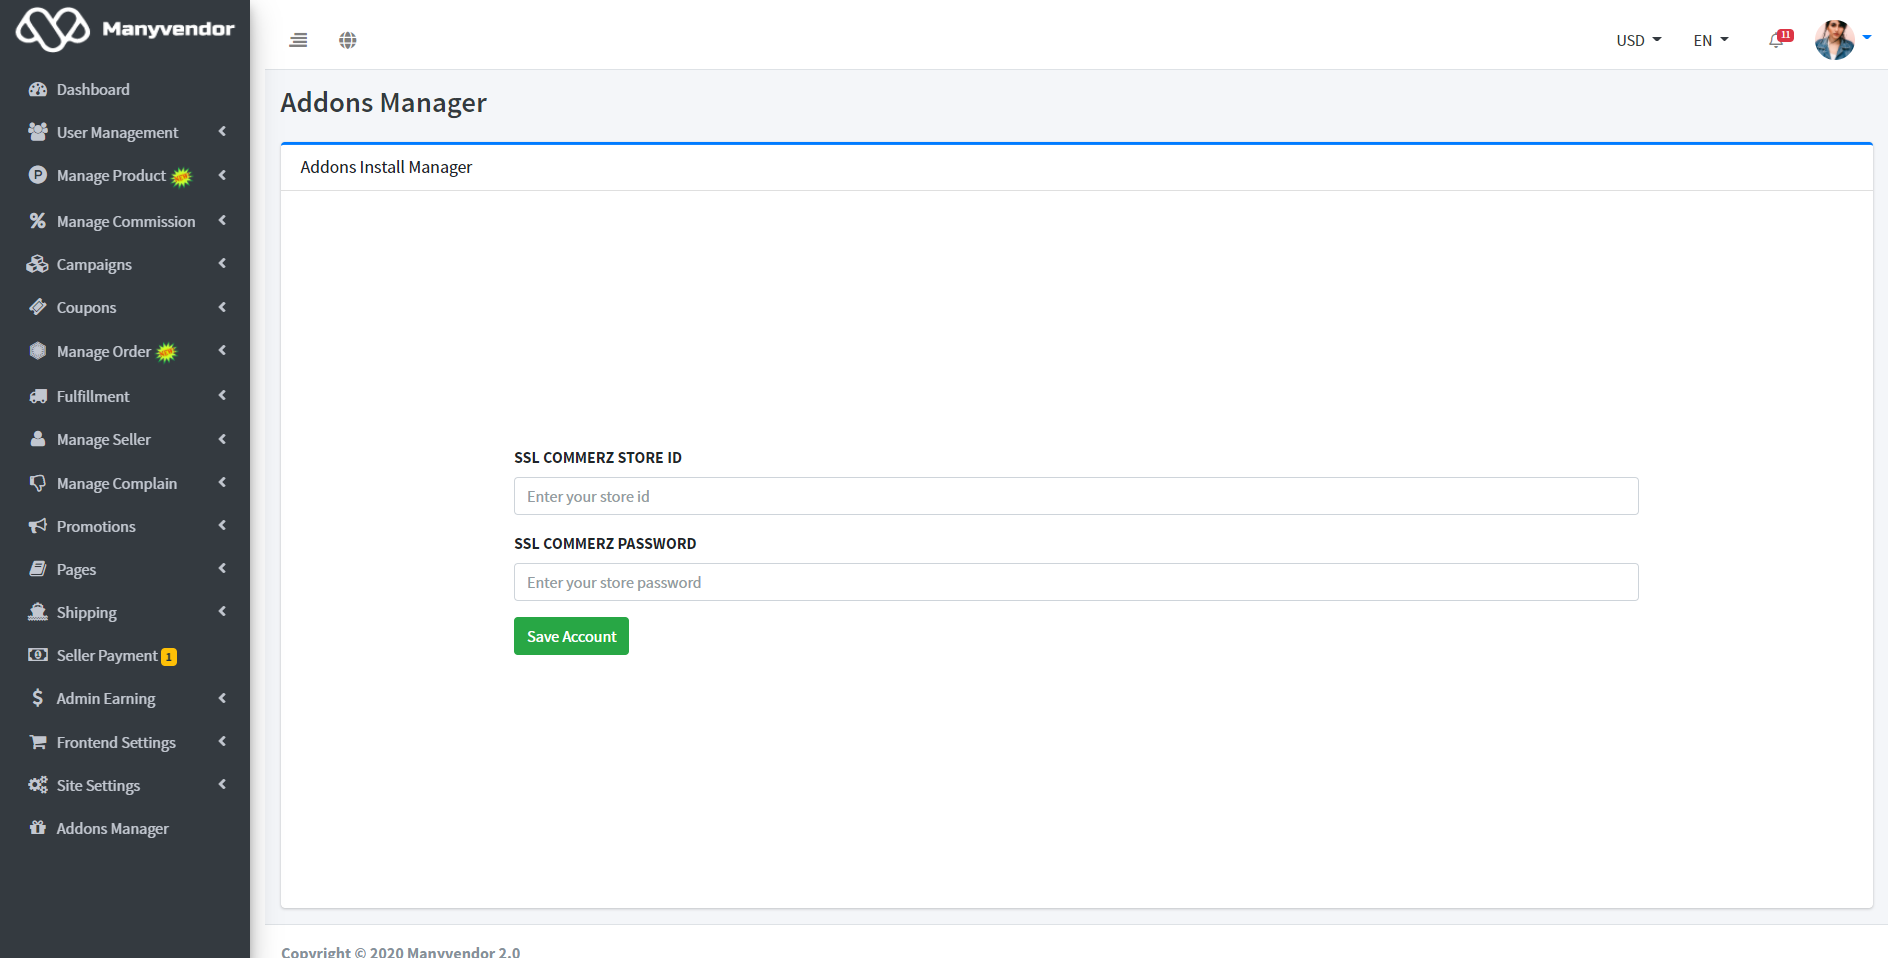 Manyvendor
USD
EN
11
Dashboard
User Management
Manage Product NEW
Manage Commission
Campaigns
Coupons
Manage Order NEW
Fulfillment
Manage Seller
Manage Complain
Promotions
Pages
Shipping
Seller Payment 1
Admin Earning
Frontend Settings
Site Settings
Addons Manager
Addons Manager
Addons Install Manager
SSL COMMERZ STORE ID
Enter your store id
SSL COMMERZ PASSWORD
Enter your store password
Save Account
Copyright © 2020 Manyvendor 2.0